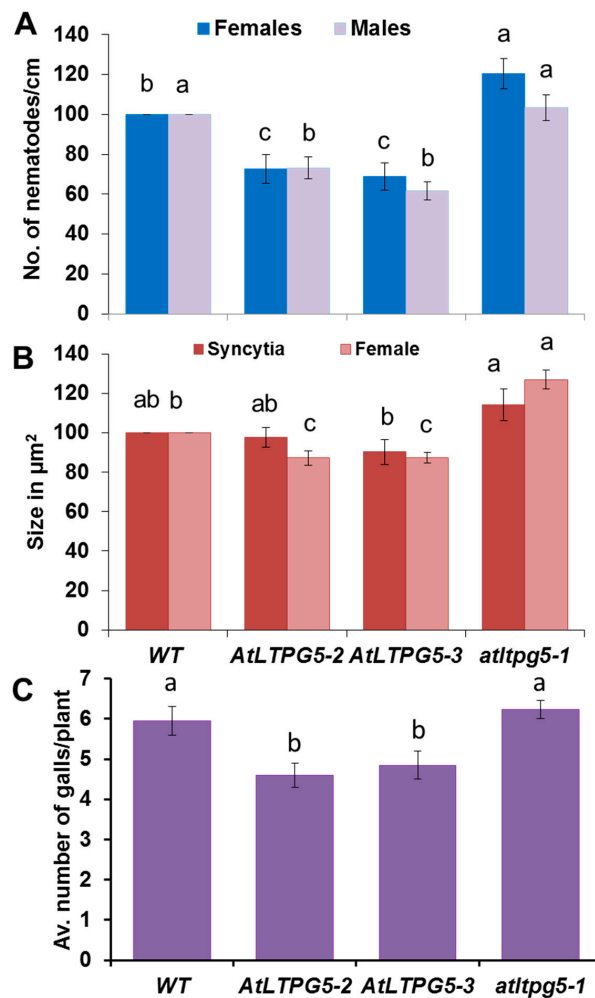 A
Females Males
No. of nematodes/cm
140
120
100
80
60
40
20
0
b a c b c b a a
B
Syncytia Female
Size in µm²
140
120
100
80
60
40
20
0
ab b ab c b c a a
WT AtLTPG5-2 AtLTPG5-3 atltpg5-1
C
Av. number of galls/plant
7
6
5
4
3
2
1
0
a b b a
WT AtLTPG5-2 AtLTPG5-3 atltpg5-1